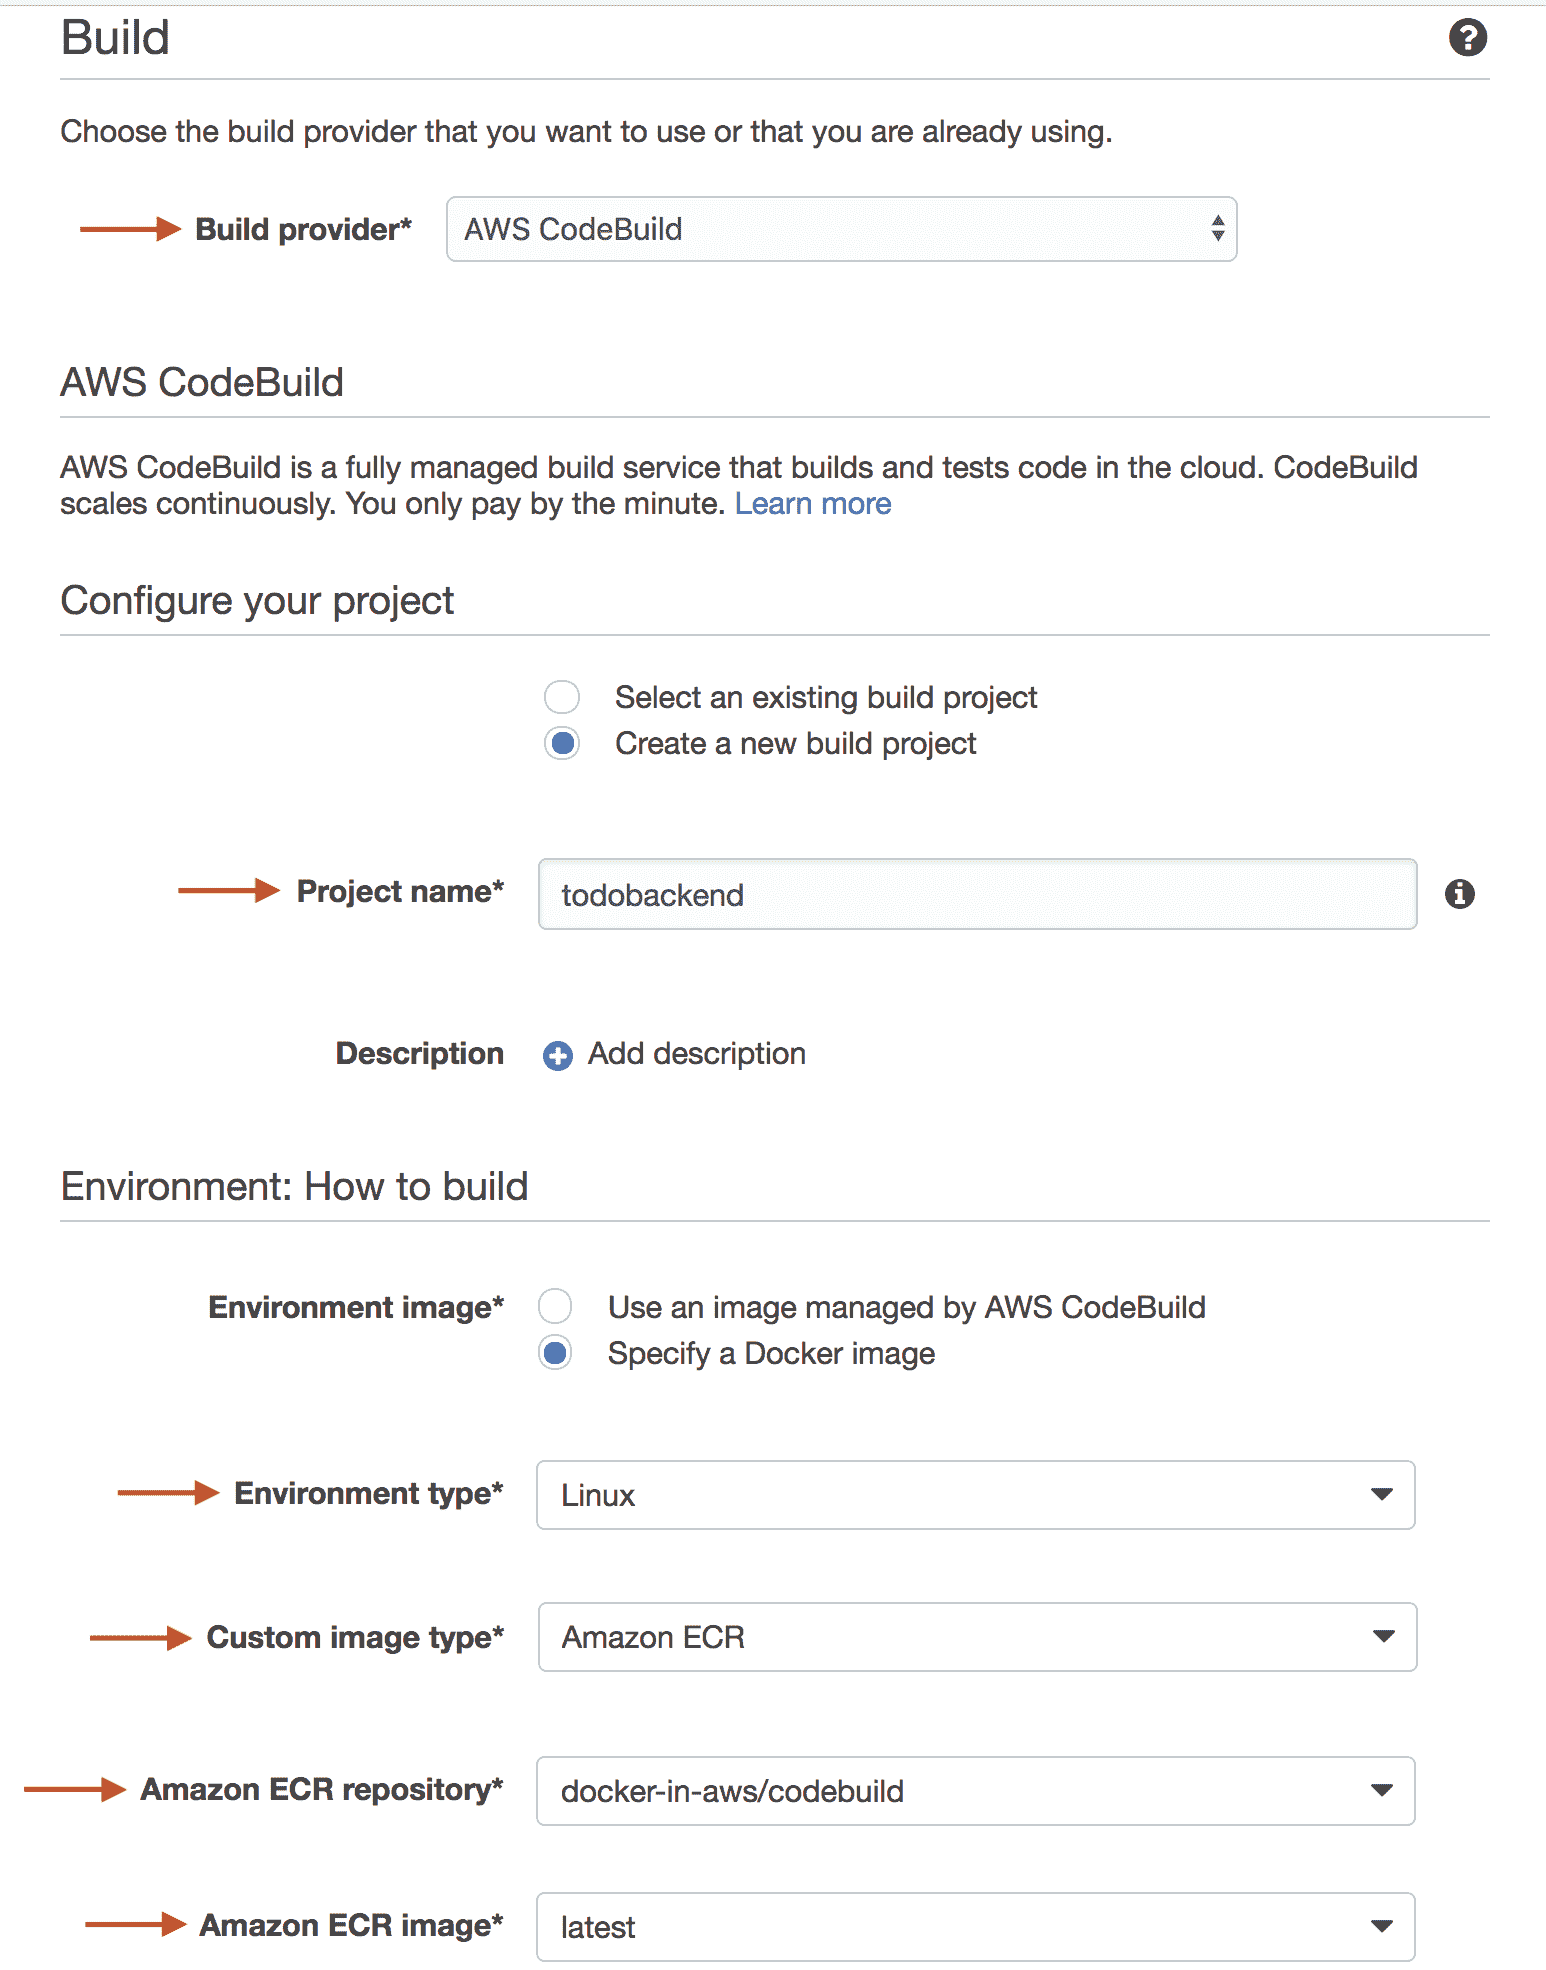 Build
Choose the build provider that you want to use or that you are already using.
Build provider* AWS CodeBuild
AWS CodeBuild
AWS CodeBuild is a fully managed build service that builds and tests code in the cloud. CodeBuild
scales continuously. You only pay by the minute. Learn more
Configure your project
Select an existing build project
Create a new build project
Project name* todobackend
Description Add description
Environment: How to build
Environment image* Use an image managed by AWS CodeBuild
Specify a Docker image
Environment type* Linux
Custom image type* Amazon ECR
Amazon ECR repository* docker-in-aws/codebuild
Amazon ECR image* latest